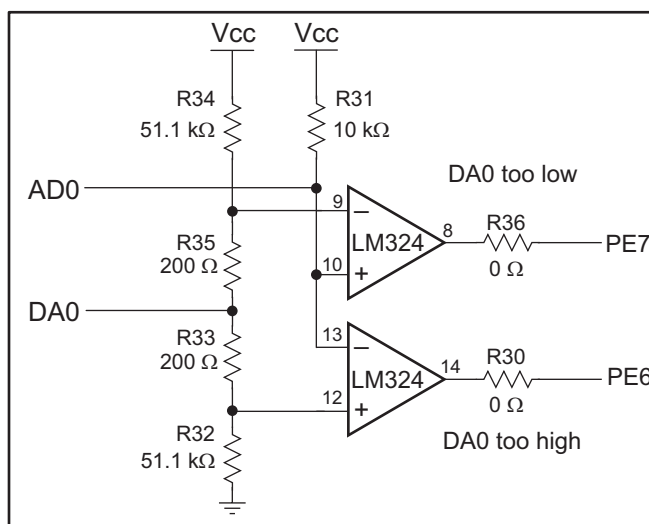 Vcc Vcc
R34
51.1 kΩ
R31
10 kΩ
AD0
DA0 too low
9
−
LM324
8
R36
0 Ω
PE7
10
+
R35
200 Ω
DA0
R33
200 Ω
13
−
LM324
14
R30
0 Ω
PE6
12
+
R32
51.1 kΩ
DA0 too high